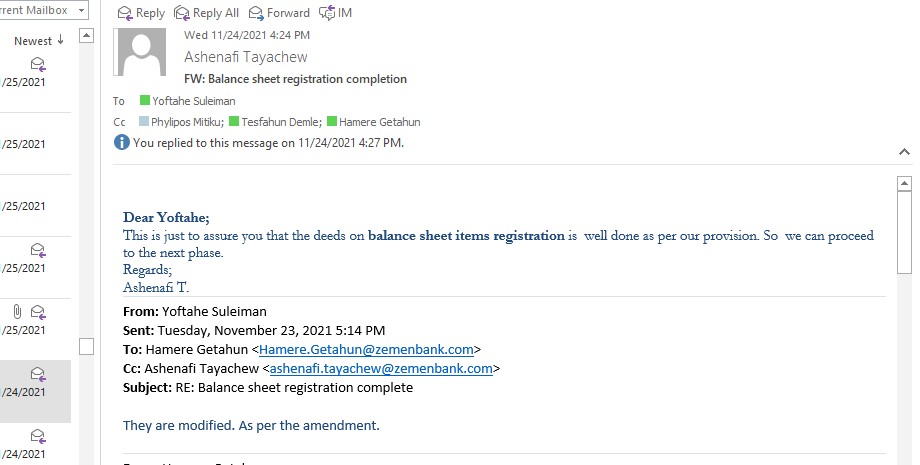 rrent Mailbox
Newest ↓
/25/2021
/25/2021
/25/2021
/25/2021
/25/2021
/24/2021
/24/2021
Reply Reply All Forward IM
Wed 11/24/2021 4:24 PM
Ashenafi Tayachew
FW: Balance sheet registration completion
To Yoftahe Suleiman
Cc Phylipos Mitiku; Tesfahun Demle; Hamere Getahun
You replied to this message on 11/24/2021 4:27 PM.
Dear Yoftahe;
This is just to assure you that the deeds on balance sheet items registration is well done as per our provision. So we can proceed
to the next phase.
Regards;
Ashenafi T.
From: Yoftahe Suleiman
Sent: Tuesday, November 23, 2021 5:14 PM
To: Hamere Getahun <Hamere.Getahun@zemenbank.com>
Cc: Ashenafi Tayachew <ashenafi.tayachew@zemenbank.com>
Subject: RE: Balance sheet registration complete
They are modified. As per the amendment.